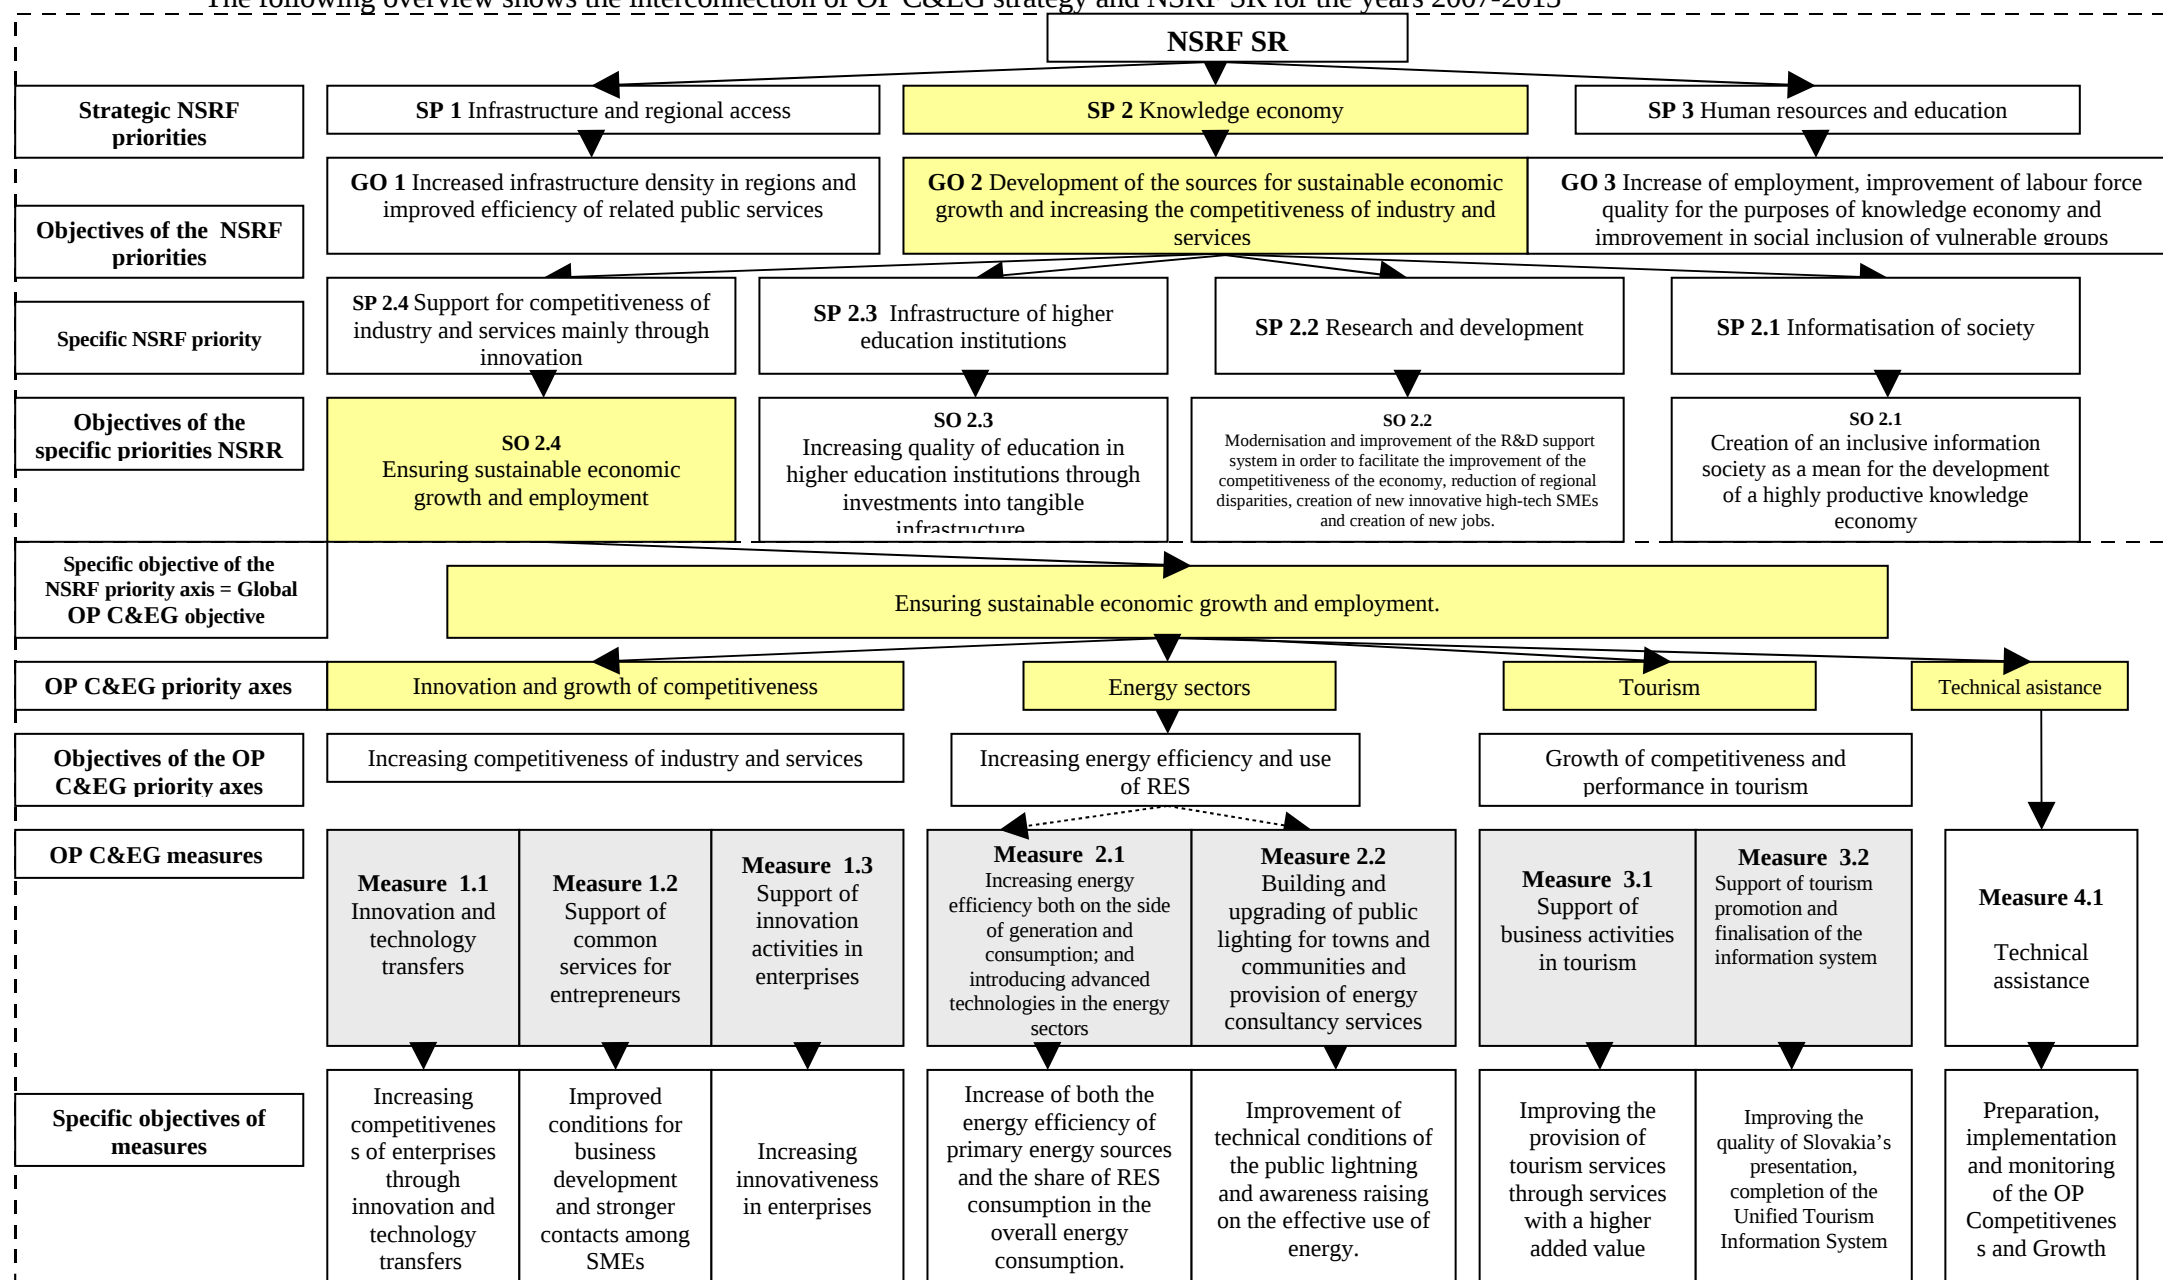 The following overview shows the interconnection of OP C&EG strategy and NSRF SR for the years 2007-2013
NSRF SR
Strategic NSRF
priorities
SP 1 Infrastructure and regional access
SP 2 Knowledge economy
SP 3 Human resources and education
Objectives of the NSRF
priorities
GO 1 Increased infrastructure density in regions and
improved efficiency of related public services
GO 2 Development of the sources for sustainable economic
growth and increasing the competitiveness of industry and
services
GO 3 Increase of employment, improvement of labour force
quality for the purposes of knowledge economy and
improvement in social inclusion of vulnerable groups
Specific NSRF priority
SP 2.4 Support for competitiveness of
industry and services mainly through
innovation
SP 2.3 Infrastructure of higher
education institutions
SP 2.2 Research and development
SP 2.1 Informatisation of society
Objectives of the
specific priorities NSRR
SO 2.4
Ensuring sustainable economic
growth and employment
SO 2.3
Increasing quality of education in
higher education institutions through
investments into tangible
infrastructure
SO 2.2
Modernisation and improvement of the R&D support
system in order to facilitate the improvement of the
competitiveness of the economy, reduction of regional
disparities, creation of new innovative high-tech SMEs
and creation of new jobs.
SO 2.1
Creation of an inclusive information
society as a mean for the development
of a highly productive knowledge
economy
Specific objective of the
NSRF priority axis = Global
OP C&EG objective
Ensuring sustainable economic growth and employment.
OP C&EG priority axes
Innovation and growth of competitiveness
Energy sectors
Tourism
Technical asistance
Objectives of the OP
C&EG priority axes
Increasing competitiveness of industry and services
Increasing energy efficiency and use
of RES
Growth of competitiveness and
performance in tourism
OP C&EG measures
Measure 1.1
Innovation and
technology
transfers
Measure 1.2
Support of
common
services for
entrepreneurs
Measure 1.3
Support of
innovation
activities in
enterprises
Measure 2.1
Increasing energy
efficiency both on the side
of generation and
consumption; and
introducing advanced
technologies in the energy
sectors
Measure 2.2
Building and
upgrading of public
lighting for towns and
communities and
provision of energy
consultancy services
Measure 3.1
Support of
business activities
in tourism
Measure 3.2
Support of tourism
promotion and
finalisation of the
information system
Measure 4.1
Technical
assistance
Specific objectives of
measures
Increasing
competitivenes
s of enterprises
through
innovation and
technology
transfers
Improved
conditions for
business
development
and stronger
contacts among
SMEs
Increasing
innovativeness
in enterprises
Increase of both the
energy efficiency of
primary energy sources
and the share of RES
consumption in the
overall energy
consumption.
Improvement of
technical conditions of
the public lightning
and awareness raising
on the effective use of
energy.
Improving the
provision of
tourism services
through services
with a higher
added value
Improving the
quality of Slovakia's
presentation,
completion of the
Unified Tourism
Information System
Preparation,
implementation
and monitoring
of the OP
Competitivenes
s and Growth